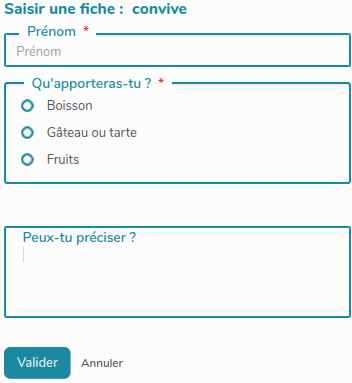 Saisir une fiche : convive
Prénom *
Prénom
Qu'apporteras-tu ? *
Boisson
Gâteau ou tarte
Fruits
Peux-tu préciser ?
Valider Annuler